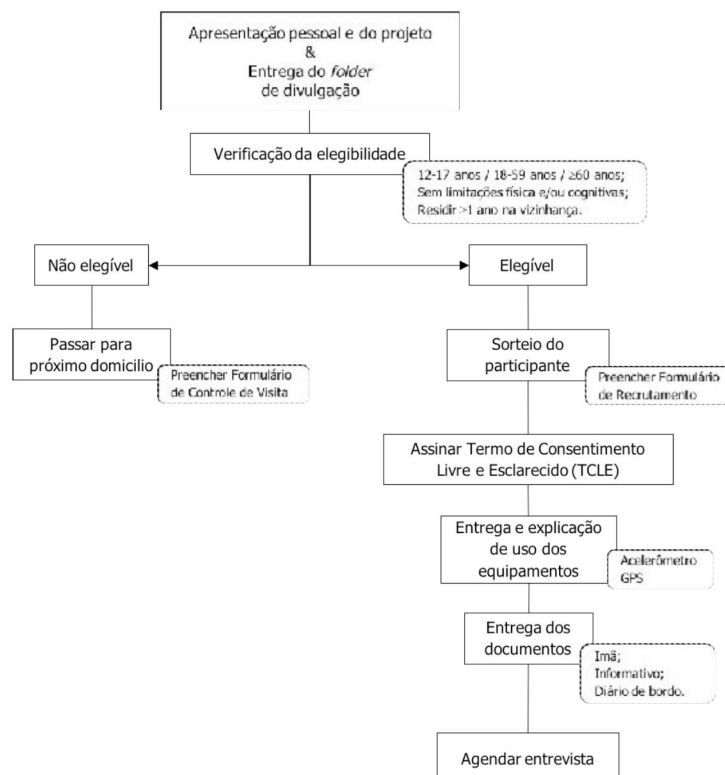 Apresentação pessoal e do projeto
&
Entrega do folder
de divulgação
Verificação da elegibilidade
12-17 anos / 18-59 anos / ≥60 anos;
Sem limitações física e/ou cognitivas;
Residir >1 ano na vizinhança.
Não elegível
Elegível
Passar para
próximo domicilio
Preencher Formulário
de Controle de Visita
Sorteio do
participante
Preencher Formulário
de Recrutamento
Assinar Termo de Consentimento
Livre e Esclarecido (TCLE)
Entrega e explicação
de uso dos
equipamentos
Acelerômetro
GPS
Entrega dos
documentos
Imã;
Informativo;
Diário de bordo.
Agendar entrevista